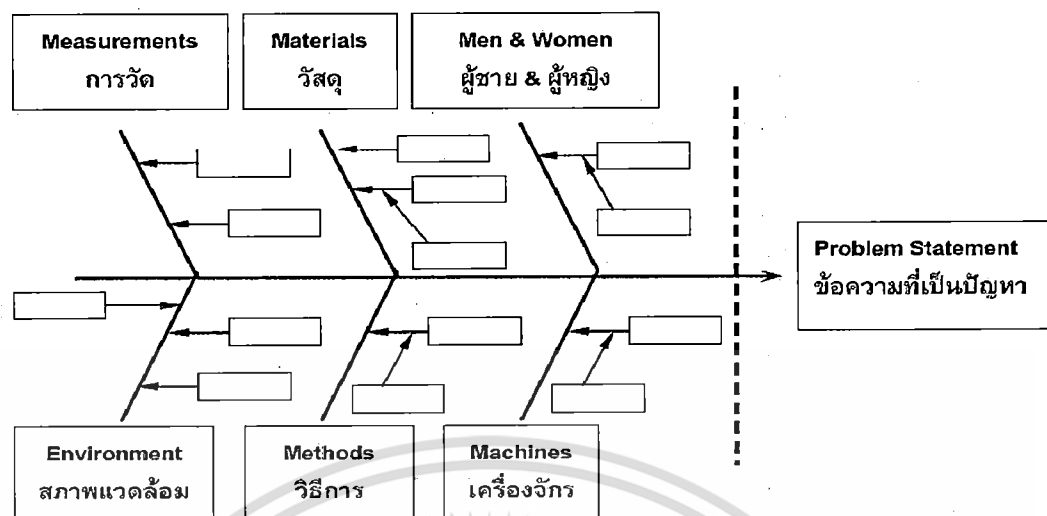 Measurements
การวัด
Materials
วัสดุ
Men & Women
ผู้ชาย & ผู้หญิง
Problem Statement
ข้อความที่เป็นปัญหา
Environment
สภาพแวดล้อม
Methods
วิธีการ
Machines
เครื่องจักร